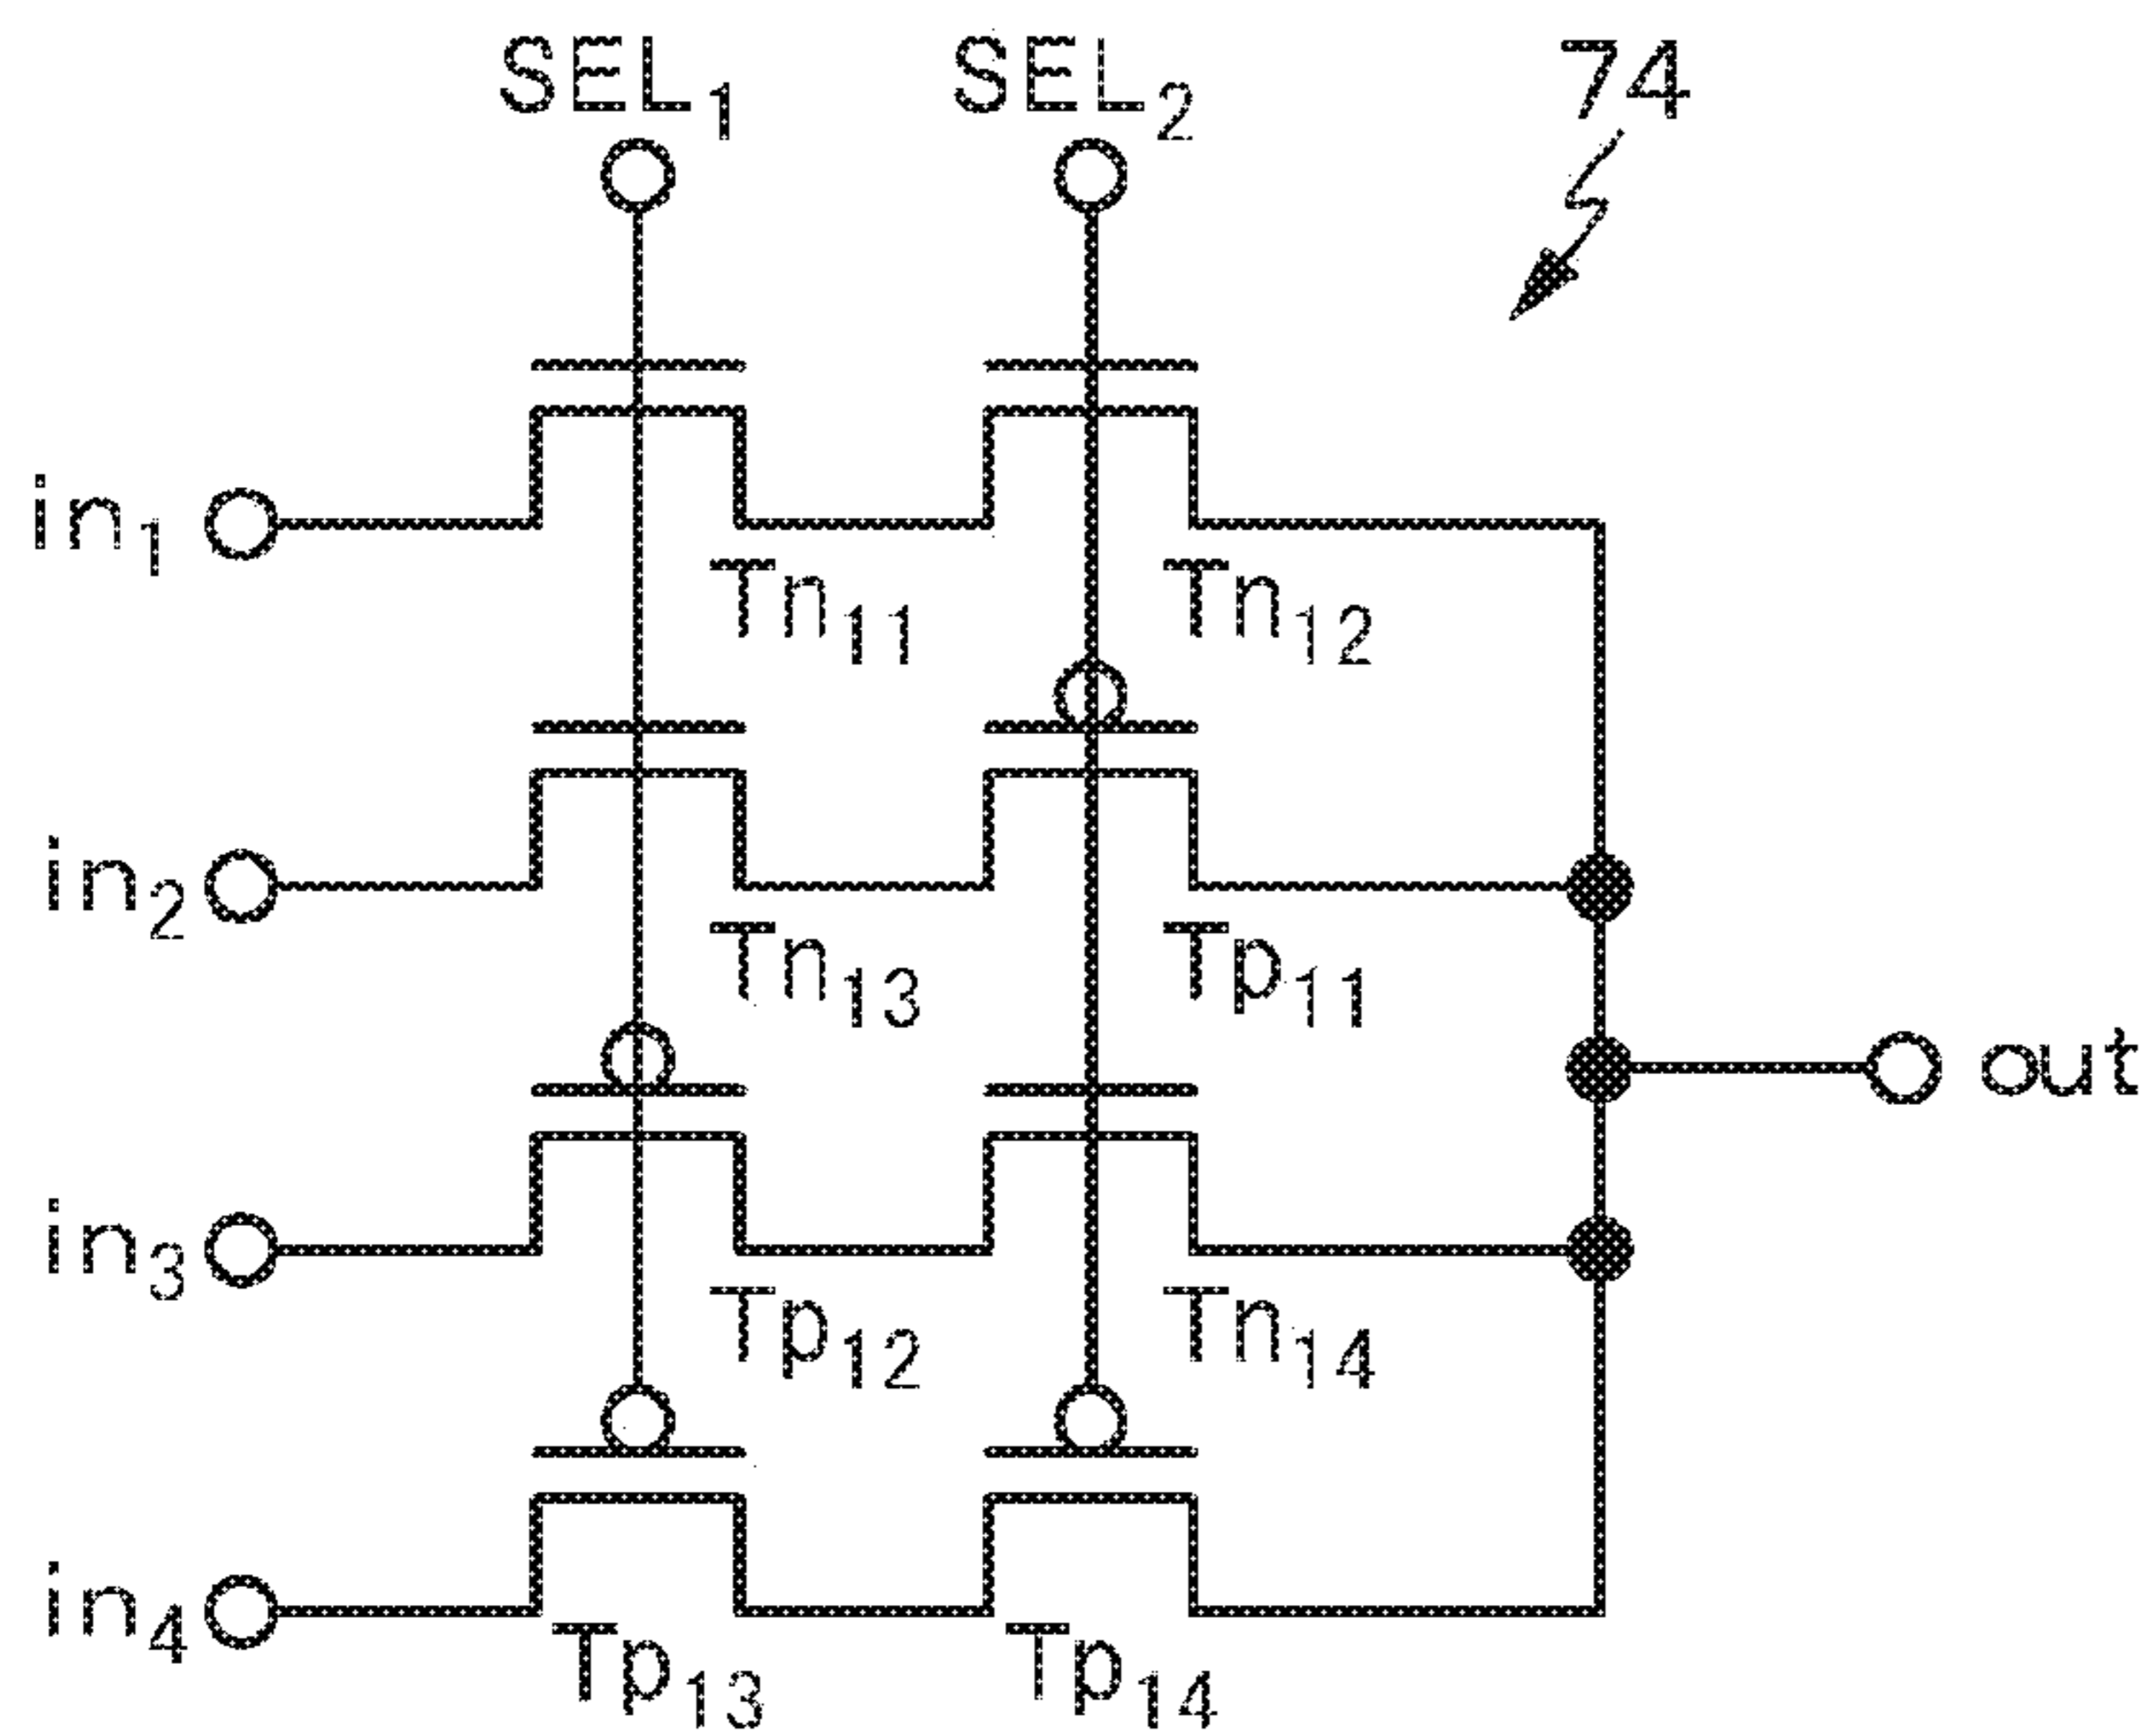 SEL1 SEL2 74
in1
Tn11 Tn12
in2
Tn13 Tp11
out
in3
Tp12 Tn14
in4
Tp13 Tp14